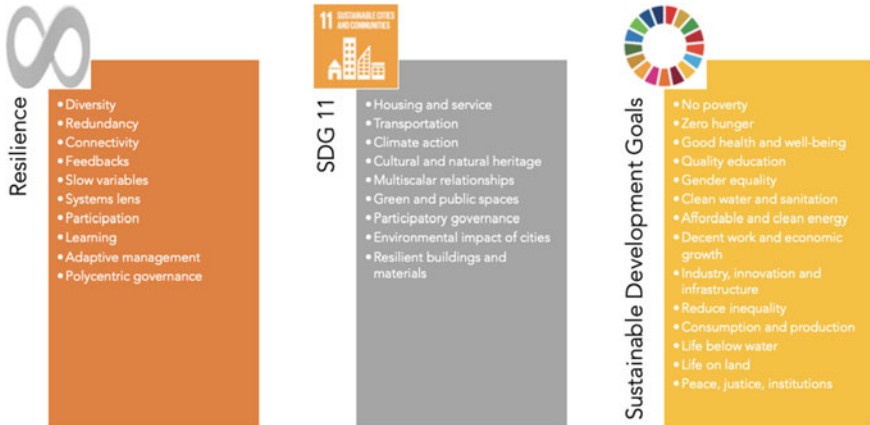 Resilience
• Diversity
• Redundancy
• Connectivity
• Feedbacks
• Slow variables
• Systems lens
• Participation
• Learning
• Adaptive management
• Polycentric governance
11 SUSTAINABLE CITIES
AND COMMUNITIES
SDG 11
• Housing and service
• Transportation
• Climate action
• Cultural and natural heritage
• Multiscalar relationships
• Green and public spaces
• Participatory governance
• Environmental impact of cities
• Resilient buildings and
materials
Sustainable Development Goals
• No poverty
• Zero hunger
• Good health and well-being
• Quality education
• Gender equality
• Clean water and sanitation
• Affordable and clean energy
• Decent work and economic
growth
• Industry, innovation and
infrastructure
• Reduce inequality
• Consumption and production
• Life below water
• Life on land
• Peace, justice, institutions